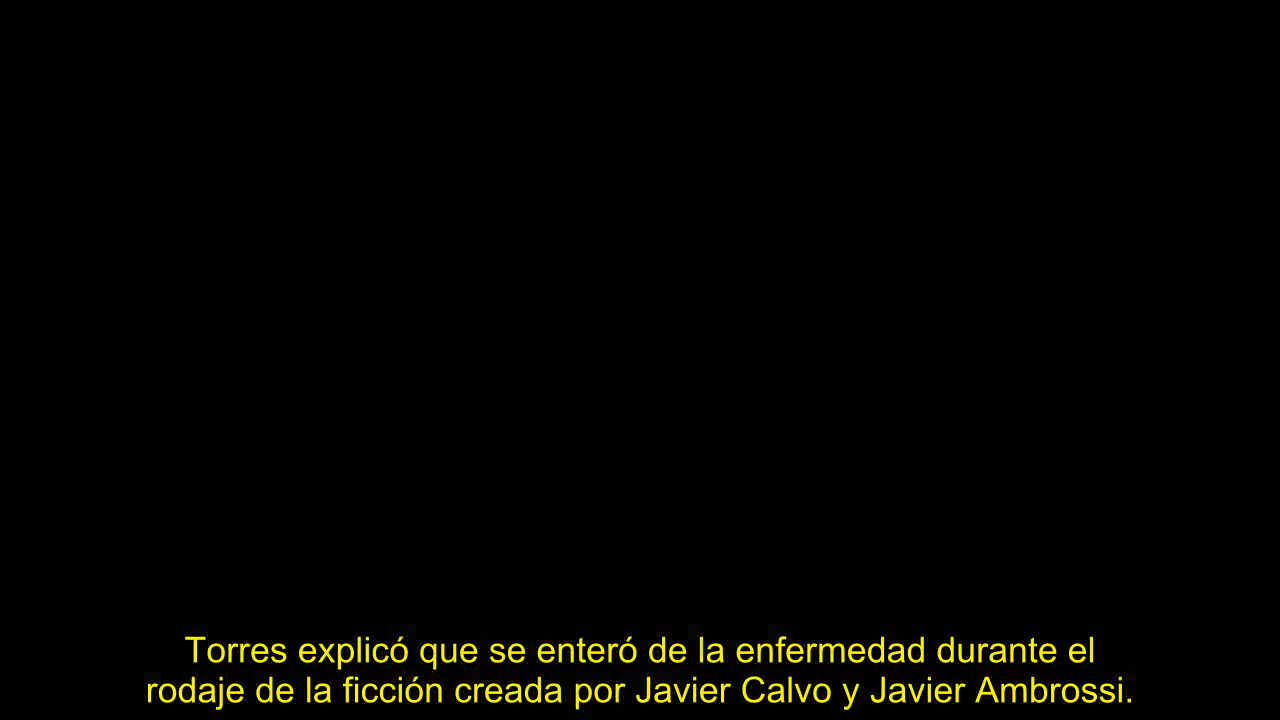 Torres explicó que se enteró de la enfermedad durante el
rodaje de la ficción creada por Javier Calvo y Javier Ambrossi.